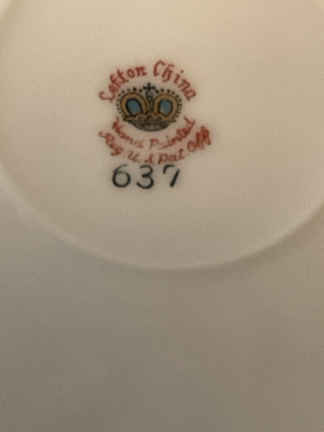 Lefton China
Hand Painted
Reg U.S Pat. Off
637